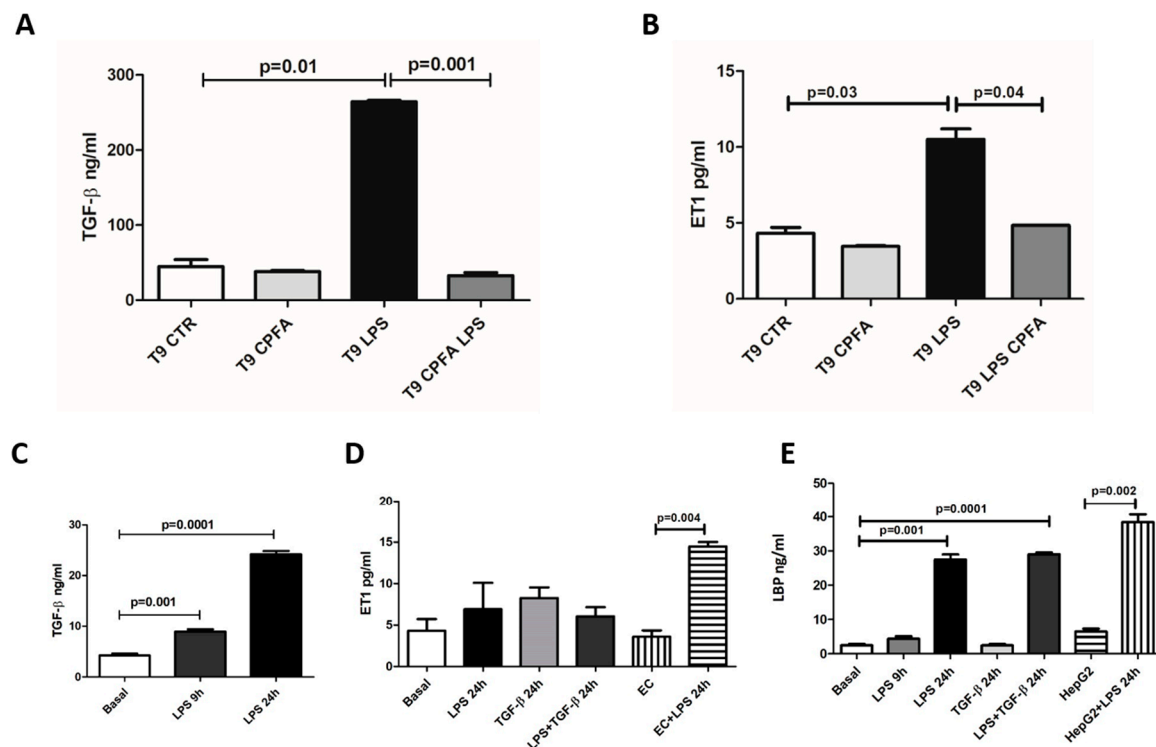 A
TGF-β ng/ml
300
200
100
0
p=0.01
p=0.001
T9 CTR
T9 CPFA
T9 LPS
T9 CPFA LPS
B
ET1 pg/ml
15
10
5
0
p=0.03
p=0.04
T9 CTR
T9 CPFA
T9 LPS
T9 LPS CPFA
C
TGF-β ng/ml
30
20
10
0
p=0.0001
p=0.001
Basal
LPS 9h
LPS 24h
D
ET1 pg/ml
20
15
10
5
0
p=0.004
Basal
LPS 24h
TGF-β 24h
LPS+TGF-β 24h
EC
EC+LPS 24h
E
LBP ng/ml
50
40
30
20
10
0
p=0.002
p=0.0001
p=0.001
Basal
LPS 9h
LPS 24h
TGF-β 24h
LPS+TGF-β 24h
HepG2
HepG2+LPS 24h